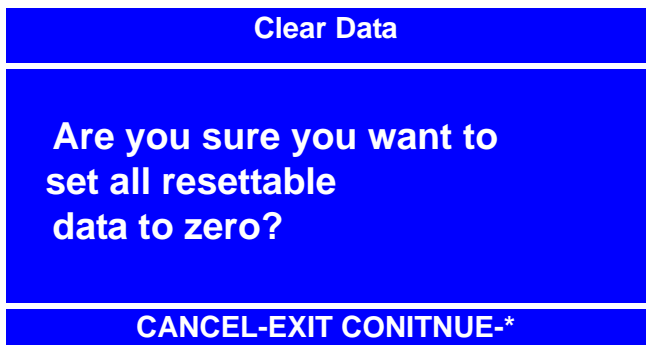 Clear Data
Are you sure you want to
set all resettable
data to zero?
CANCEL-EXIT CONITNUE-*